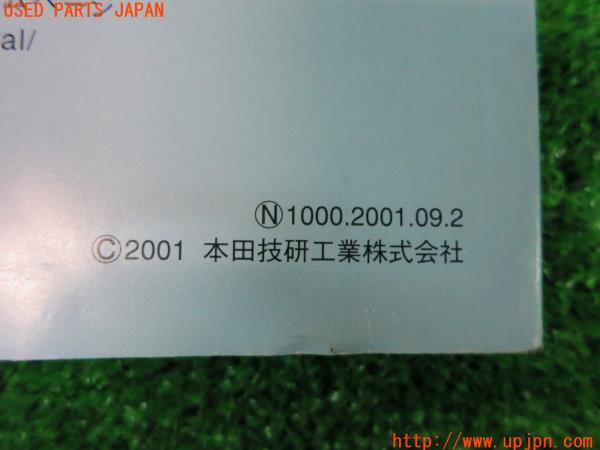 USED PARTS JAPAN
al/
Ⓝ1000.2001.09.2
Ⓒ2001 本田技研工業株式会社
http://www.upjpn.com/